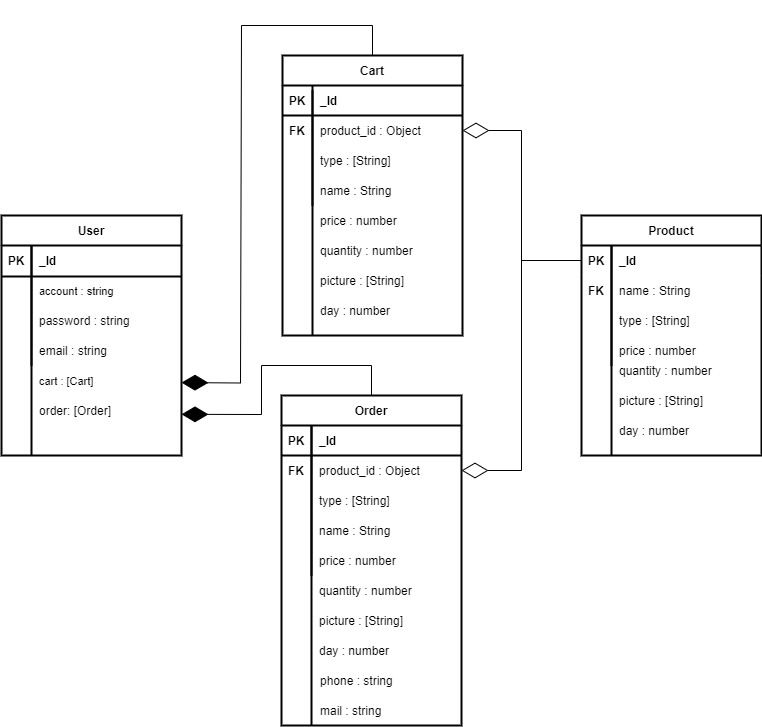 Cart
PK _Id
FK product_id : Object
type : [String]
name : String
price : number
quantity : number
picture : [String]
day : number
User
PK _Id
account : string
password : string
email : string
cart : [Cart]
order: [Order]
Product
PK _Id
FK name : String
type : [String]
price : number
quantity : number
picture : [String]
day : number
Order
PK _Id
FK product_id : Object
type : [String]
name : String
price : number
quantity : number
picture : [String]
day : number
phone : string
mail : string